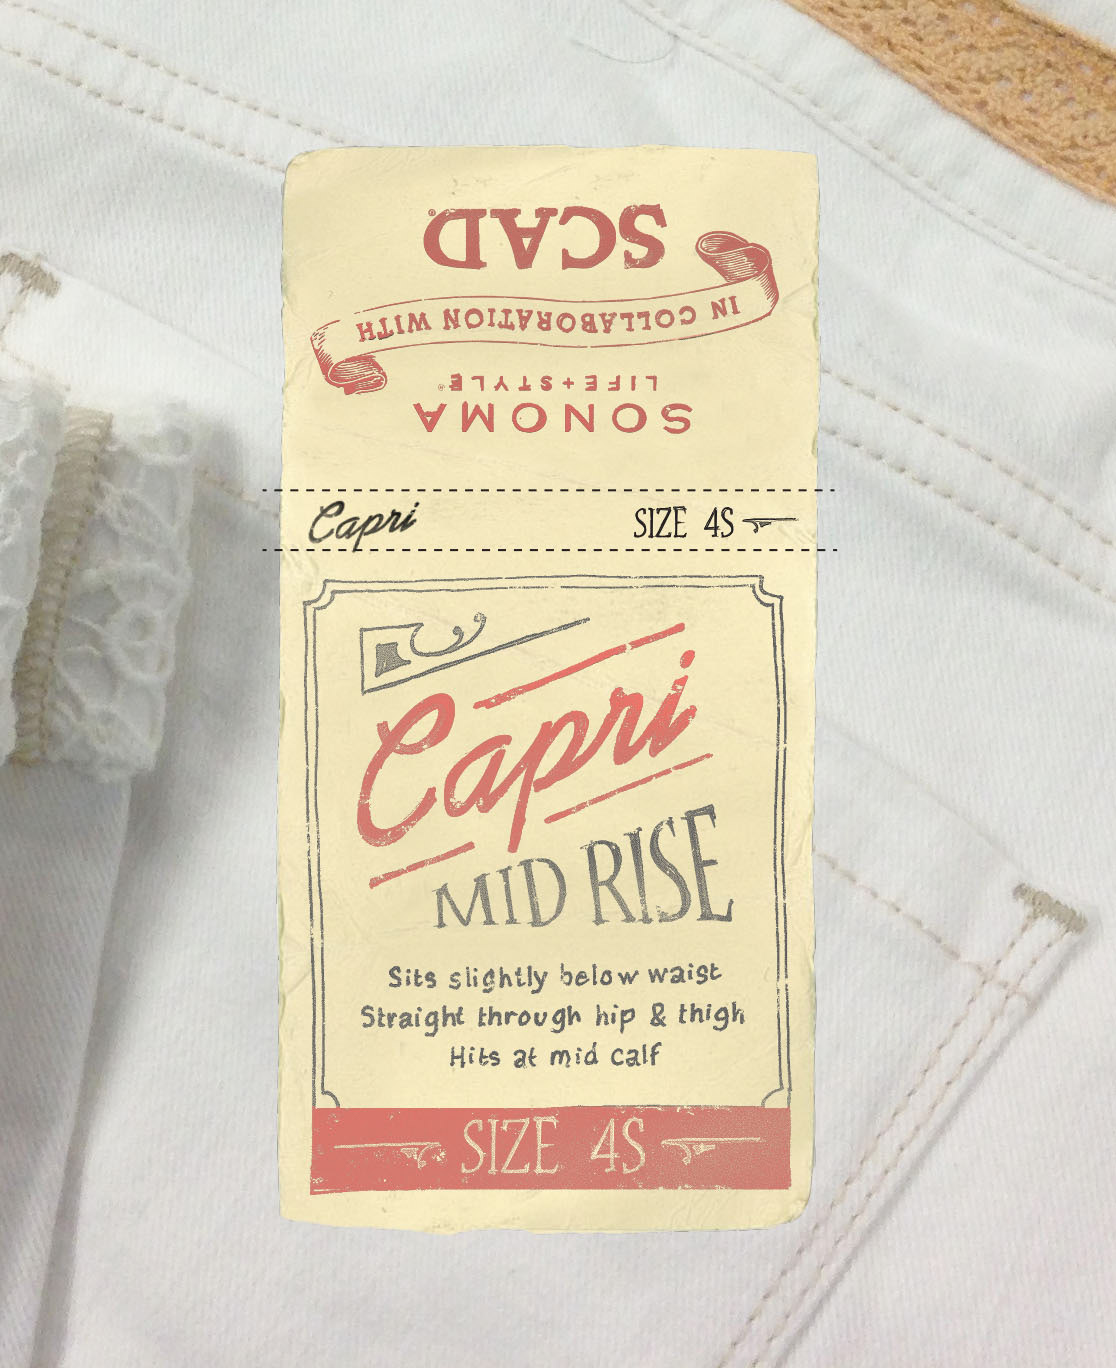 SCAD®
IN COLLABORATION WITH
LIFE+STYLE®
SONOMA
Capri SIZE 4S
Capri
MID RISE
Sits slightly below waist
Straight through hip & thigh
Hits at mid calf
SIZE 4S